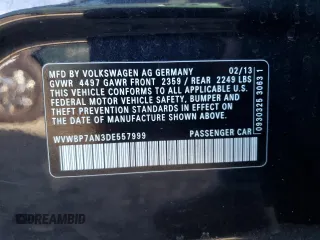 MFD BY VOLKSWAGEN AG GERMANY 02/13
GVWR 4497 GAWR FRONT 2359 / REAR 2249 LBS
THIS VEHICLE CONFORMS TO ALL APPLICABLE U.S.
FEDERAL MOTOR VEHICLE SAFETY, BUMPER AND
THEFT PREVENTION STANDARDS IN EFFECT ON THE
DATE OF MANUFACTURE SHOWN ABOVE.
WVWBP7AN3DE557999 PASSENGER CAR
0930325 3063 1
DREAMBID